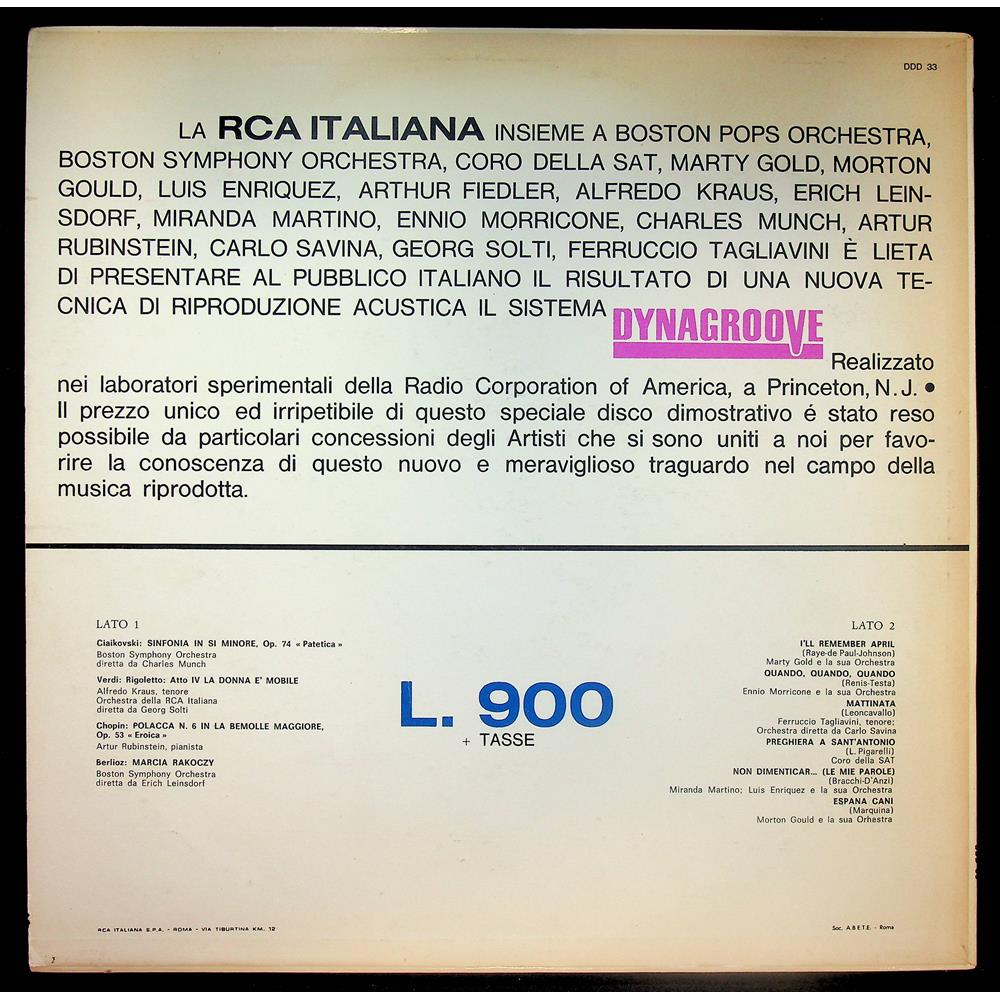 DDD 33
LA RCA ITALIANA INSIEME A BOSTON POPS ORCHESTRA,
BOSTON SYMPHONY ORCHESTRA, CORO DELLA SAT, MARTY GOLD, MORTON
GOULD, LUIS ENRIQUEZ, ARTHUR FIEDLER, ALFREDO KRAUS, ERICH LEIN-
SDORF, MIRANDA MARTINO, ENNIO MORRICONE, CHARLES MUNCH, ARTUR
RUBINSTEIN, CARLO SAVINA, GEORG SOLTI, FERRUCCIO TAGLIAVINI È LIETA
DI PRESENTARE AL PUBBLICO ITALIANO IL RISULTATO DI UNA NUOVA TE-
CNICA DI RIPRODUZIONE ACUSTICA IL SISTEMA DYNAGROOVE
Realizzato
nei laboratori sperimentali della Radio Corporation of America, a Princeton, N.J. •
Il prezzo unico ed irripetibile di questo speciale disco dimostrativo é stato reso
possibile da particolari concessioni degli Artisti che si sono uniti a noi per favo-
rire la conoscenza di questo nuovo e meraviglioso traguardo nel campo della
musica riprodotta.
LATO 1
Ciaikovski: SINFONIA IN SI MINORE, Op. 74 « Patetica »
Boston Symphony Orchestra
diretta da Charles Munch
Verdi: Rigoletto: Atto IV LA DONNA E' MOBILE
Alfredo Kraus, tenore
Orchestra della RCA Italiana
diretta da Georg Solti
Chopin: POLACCA N. 6 IN LA BEMOLLE MAGGIORE,
Op. 53 « Eroica »
Artur Rubinstein, pianista
Berlioz: MARCIA RAKOCZY
Boston Symphony Orchestra
diretta da Erich Leinsdorf
L. 900
+ TASSE
LATO 2
I'LL REMEMBER APRIL
(Raye-de Paul-Johnson)
Marty Gold e la sua Orchestra
QUANDO, QUANDO, QUANDO
(Renis-Testa)
Ennio Morricone e la sua Orchestra
MATTINATA
(Leoncavallo)
Ferruccio Tagliavini, tenore;
Orchestra diretta da Carlo Savina
PREGHIERA A SANT'ANTONIO
(L. Pigarelli)
Coro della SAT
NON DIMENTICAR... (LE MIE PAROLE)
(Bracchi-D'Anzi)
Miranda Martino; Luis Enriquez e la sua Orchestra
ESPANA CANI
(Marquina)
Morton Gould e la sua Orhestra
RCA ITALIANA S.P.A. - ROMA - VIA TIBURTINA KM. 12
Soc. A.B.E.T.E. - Roma